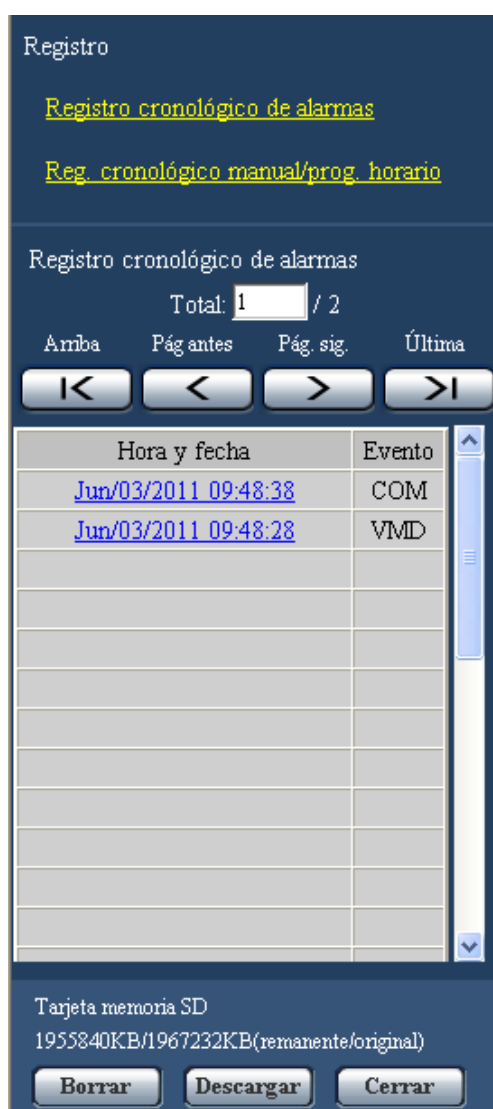 Registro
Registro cronológico de alarmas
Reg. cronológico manual/prog. horario
Registro cronológico de alarmas
Total: 1 / 2
Arriba Pág antes Pág. sig. Última
Hora y fecha Evento
Jun/03/2011 09:48:38 COM
Jun/03/2011 09:48:28 VMD
Tarjeta memoria SD
1955840KB/1967232KB(remanente/original)
Borrar Descargar Cerrar